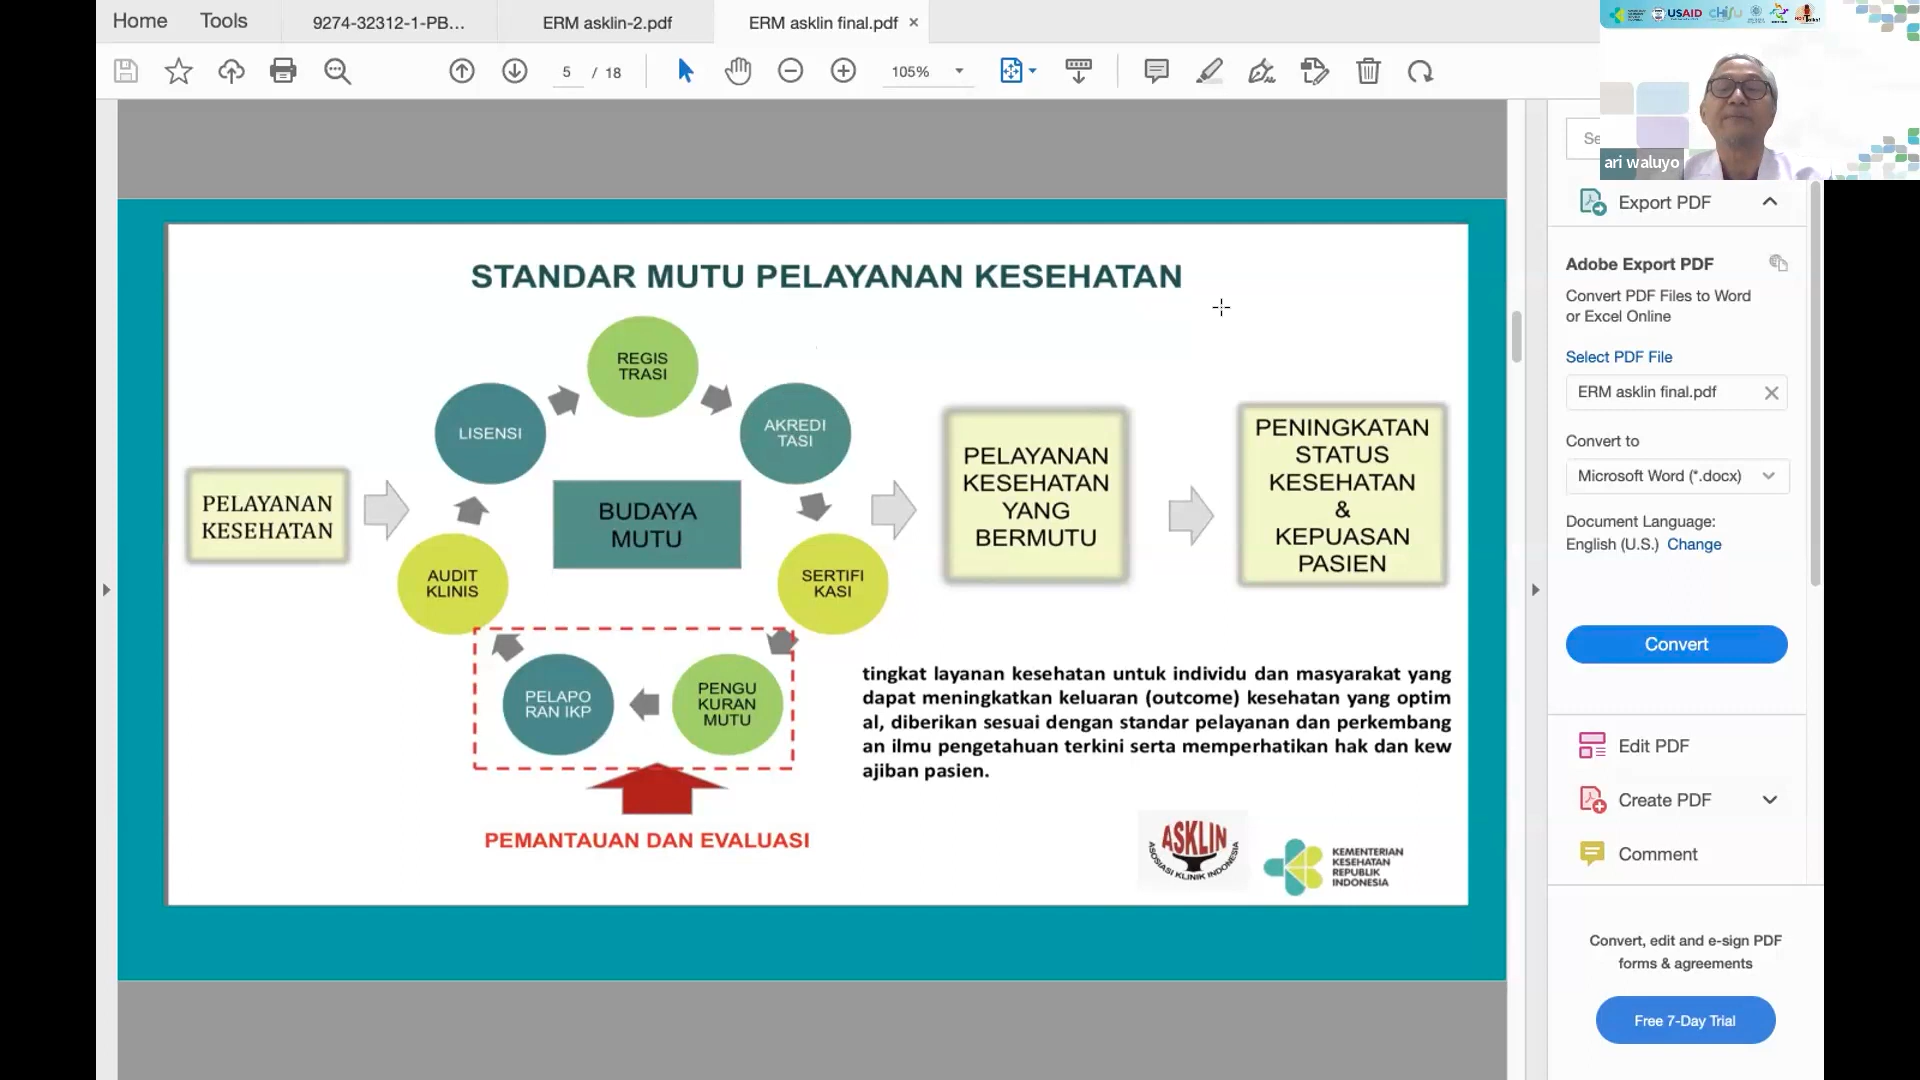 Home
Tools
9274-32312-1-PB...
ERM asklin-2.pdf
ERM asklin final.pdf
5 / 18
105%
USAID
CHISU
ari waluyo
Se
STANDAR MUTU PELAYANAN KESEHATAN
REGIS
TRASI
LISENSI
AKREDI
TASI
PELAYANAN
KESEHATAN
BUDAYA
MUTU
AUDIT
KLINIS
SERTIFI
KASI
PELAPO
RAN IKP
PENGU
KURAN
MUTU
PEMANTAUAN DAN EVALUASI
PELAYANAN
KESEHATAN
YANG
BERMUTU
PENINGKATAN
STATUS
KESEHATAN
&
KEPUASAN
PASIEN
tingkat layanan kesehatan untuk individu dan masyarakat yang
dapat meningkatkan keluaran (outcome) kesehatan yang optim
al, diberikan sesuai dengan standar pelayanan dan perkembang
an ilmu pengetahuan terkini serta memperhatikan hak dan kew
ajiban pasien.
ASKLIN
ASOSIASI KLINIK INDONESIA
KEMENTERIAN
KESEHATAN
REPUBLIK
INDONESIA
Export PDF
Adobe Export PDF
Convert PDF Files to Word
or Excel Online
Select PDF File
ERM asklin final.pdf
Convert to
Microsoft Word (*.docx)
Document Language:
English (U.S.) Change
Convert
Edit PDF
Create PDF
Comment
Convert, edit and e-sign PDF
forms & agreements
Free 7-Day Trial